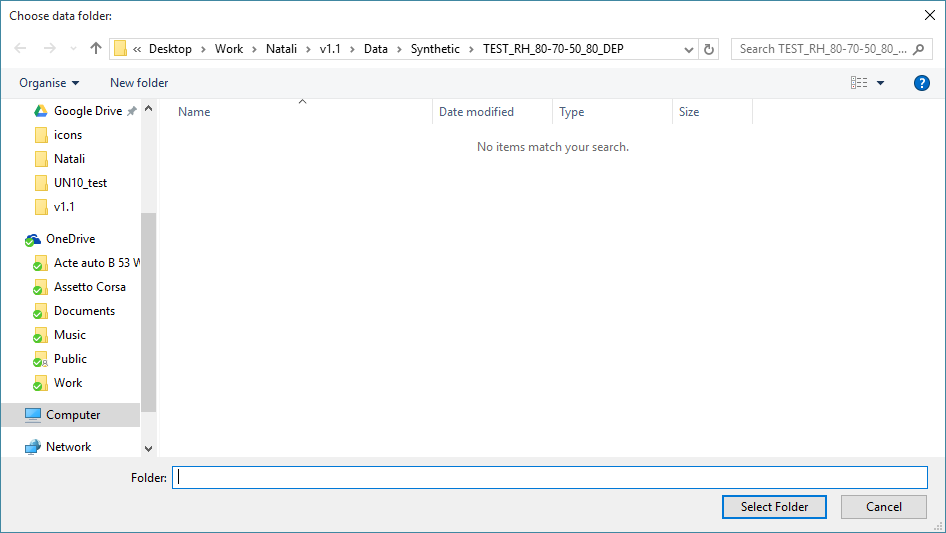 Choose data folder:
« Desktop › Work › Natali › v1.1 › Data › Synthetic › TEST_RH_80-70-50_80_DEP
Search TEST_RH_80-70-50_80_...
Organise
New folder
?
Name
Date modified
Type
Size
No items match your search.
Google Drive
icons
Natali
UN10_test
v1.1
OneDrive
Acte auto B 53 W
Assetto Corsa
Documents
Music
Public
Work
Computer
Network
Folder:
Select Folder
Cancel